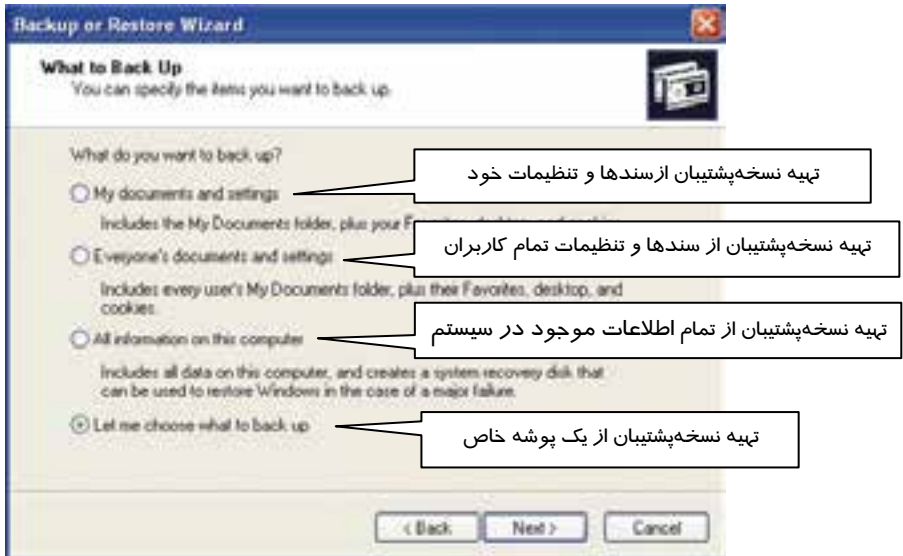 Backup or Restore Wizard
What to Back Up
You can specify the items you want to back up.
What do you want to back up?
My documents and settings
تهیه نسخه‌پشتیبان ازسندها و تنظیمات خود
Includes the My Documents folder, plus your
Everyone's documents and settings
تهیه نسخه‌پشتیبان از سندها و تنظیمات تمام کاربران
Includes every user's My Documents folder, plus their Favorites, desktop, and
cookies.
All information on this computer
تهیه نسخه‌پشتیبان از تمام اطلاعات موجود در سیستم
Includes all data on this computer, and creates a system recovery disk that
can be used to restore Windows in the case of a major failure.
Let me choose what to back up
تهیه نسخه‌پشتیبان از یک پوشه خاص
< Back
Next >
Cancel